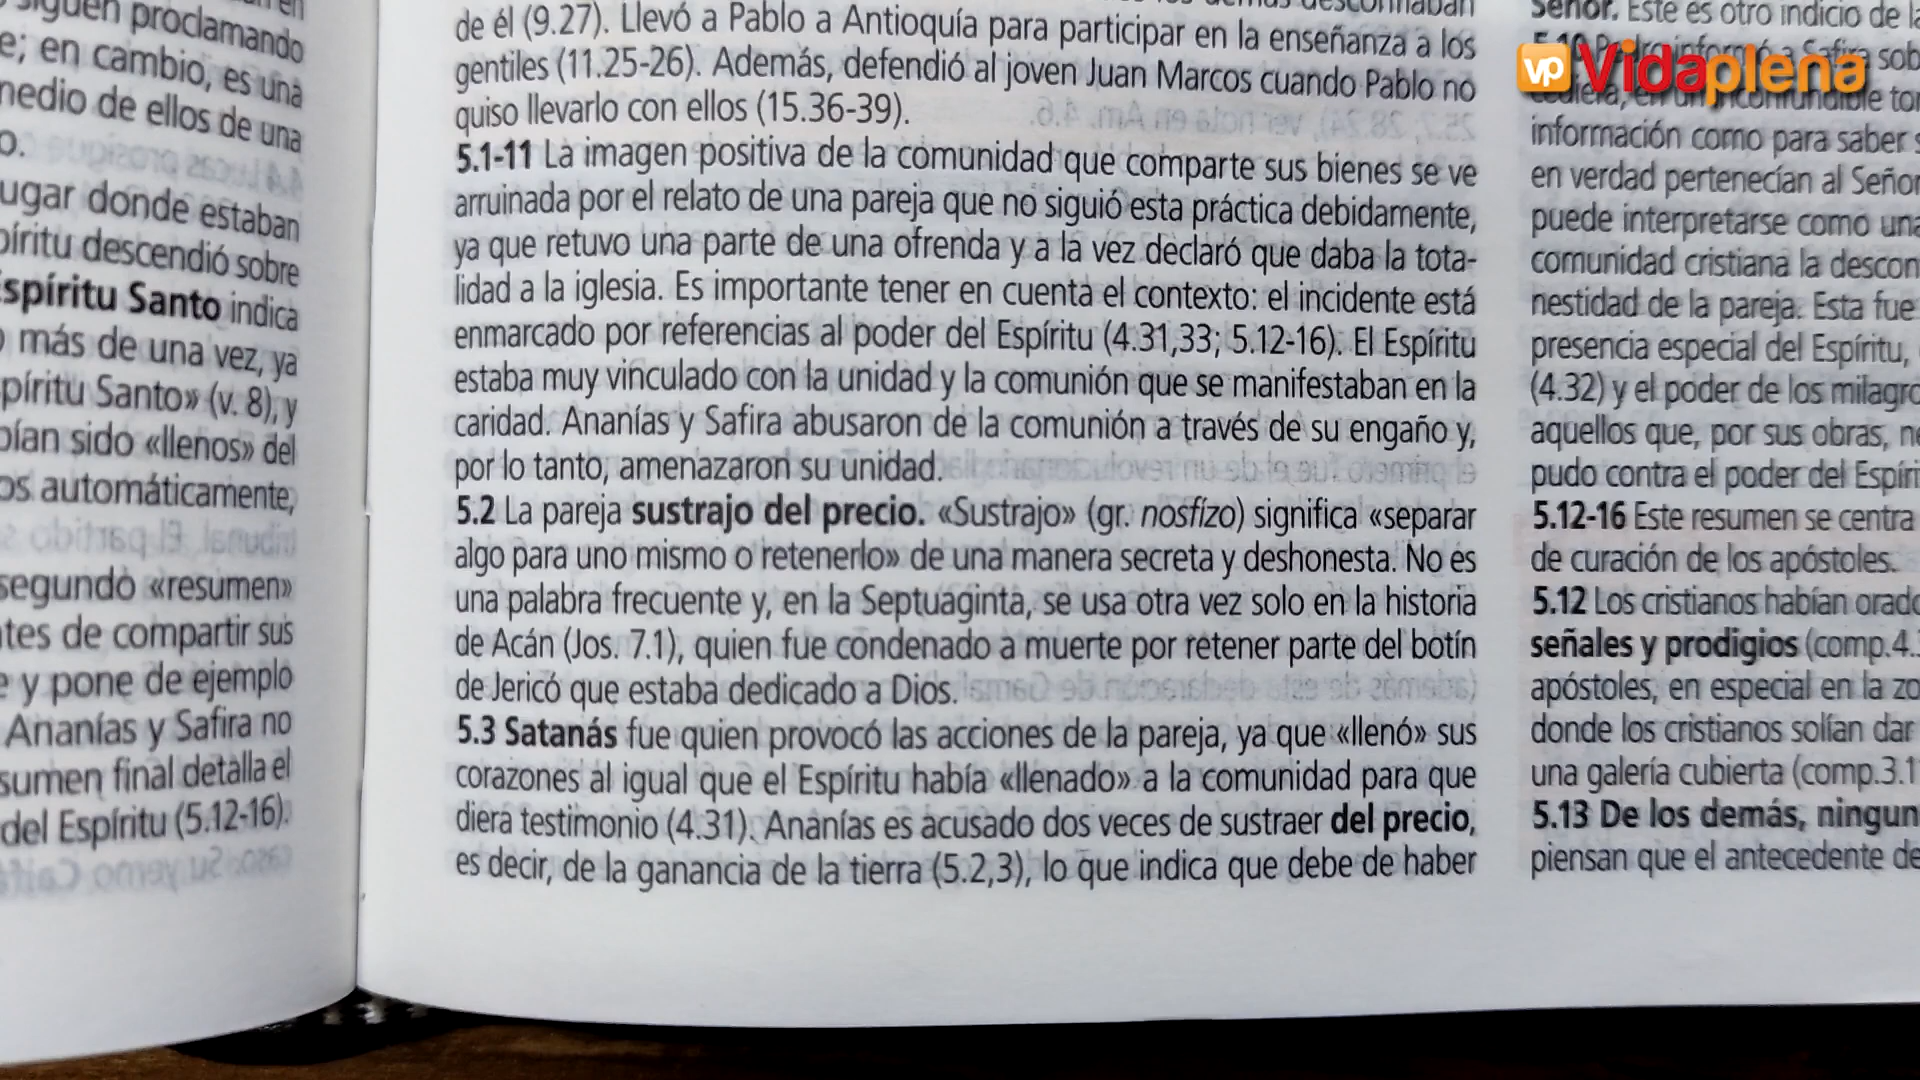 siguen proclamando
e; en cambio, es una
medio de ellos de una
o.
ugar donde estaban
píritu descendió sobre
Espíritu Santo indica
o más de una vez, ya
píritu Santo» (v. 8), y
bían sido «llenos» del
os automáticamente,
segundo «resumen»
ntes de compartir sus
e y pone de ejemplo
Ananías y Safira no
sumen final detalla el
del Espíritu (5.12-16).
de él (9.27). Llevó a Pablo a Antioquía para participar en la enseñanza a los
gentiles (11.25-26). Además, defendió al joven Juan Marcos cuando Pablo no
quiso llevarlo con ellos (15.36-39).
5.1-11 La imagen positiva de la comunidad que comparte sus bienes se ve
arruinada por el relato de una pareja que no siguió esta práctica debidamente,
ya que retuvo una parte de una ofrenda y a la vez declaró que daba la tota-
lidad a la iglesia. Es importante tener en cuenta el contexto: el incidente está
enmarcado por referencias al poder del Espíritu (4.31,33; 5.12-16). El Espíritu
estaba muy vinculado con la unidad y la comunión que se manifestaban en la
caridad. Ananías y Safira abusaron de la comunión a través de su engaño y,
por lo tanto, amenazaron su unidad.
5.2 La pareja sustrajo del precio. «Sustrajo» (gr. nosfizo) significa «separar
algo para uno mismo o retenerlo» de una manera secreta y deshonesta. No es
una palabra frecuente y, en la Septuaginta, se usa otra vez solo en la historia
de Acán (Jos. 7.1), quien fue condenado a muerte por retener parte del botín
de Jericó que estaba dedicado a Dios.
5.3 Satanás fue quien provocó las acciones de la pareja, ya que «llenó» sus
corazones al igual que el Espíritu había «llenado» a la comunidad para que
diera testimonio (4.31). Ananías es acusado dos veces de sustraer del precio,
es decir, de la ganancia de la tierra (5.2,3), lo que indica que debe de haber
Señor. Este es otro indicio de la
5.10 Pedro informó a Safira sob
vp Vidaplena
información como para saber s
en verdad pertenecían al Señor
puede interpretarse como una
comunidad cristiana la descon
nestidad de la pareja. Esta fue
presencia especial del Espíritu,
(4.32) y el poder de los milagro
aquellos que, por sus obras, ne
pudo contra el poder del Espíri
5.12-16 Este resumen se centra
de curación de los apóstoles.
5.12 Los cristianos habían orado
señales y prodigios (comp.4.3
apóstoles, en especial en la zo
donde los cristianos solían dar
una galería cubierta (comp.3.1
5.13 De los demás, ningun
piensan que el antecedente de